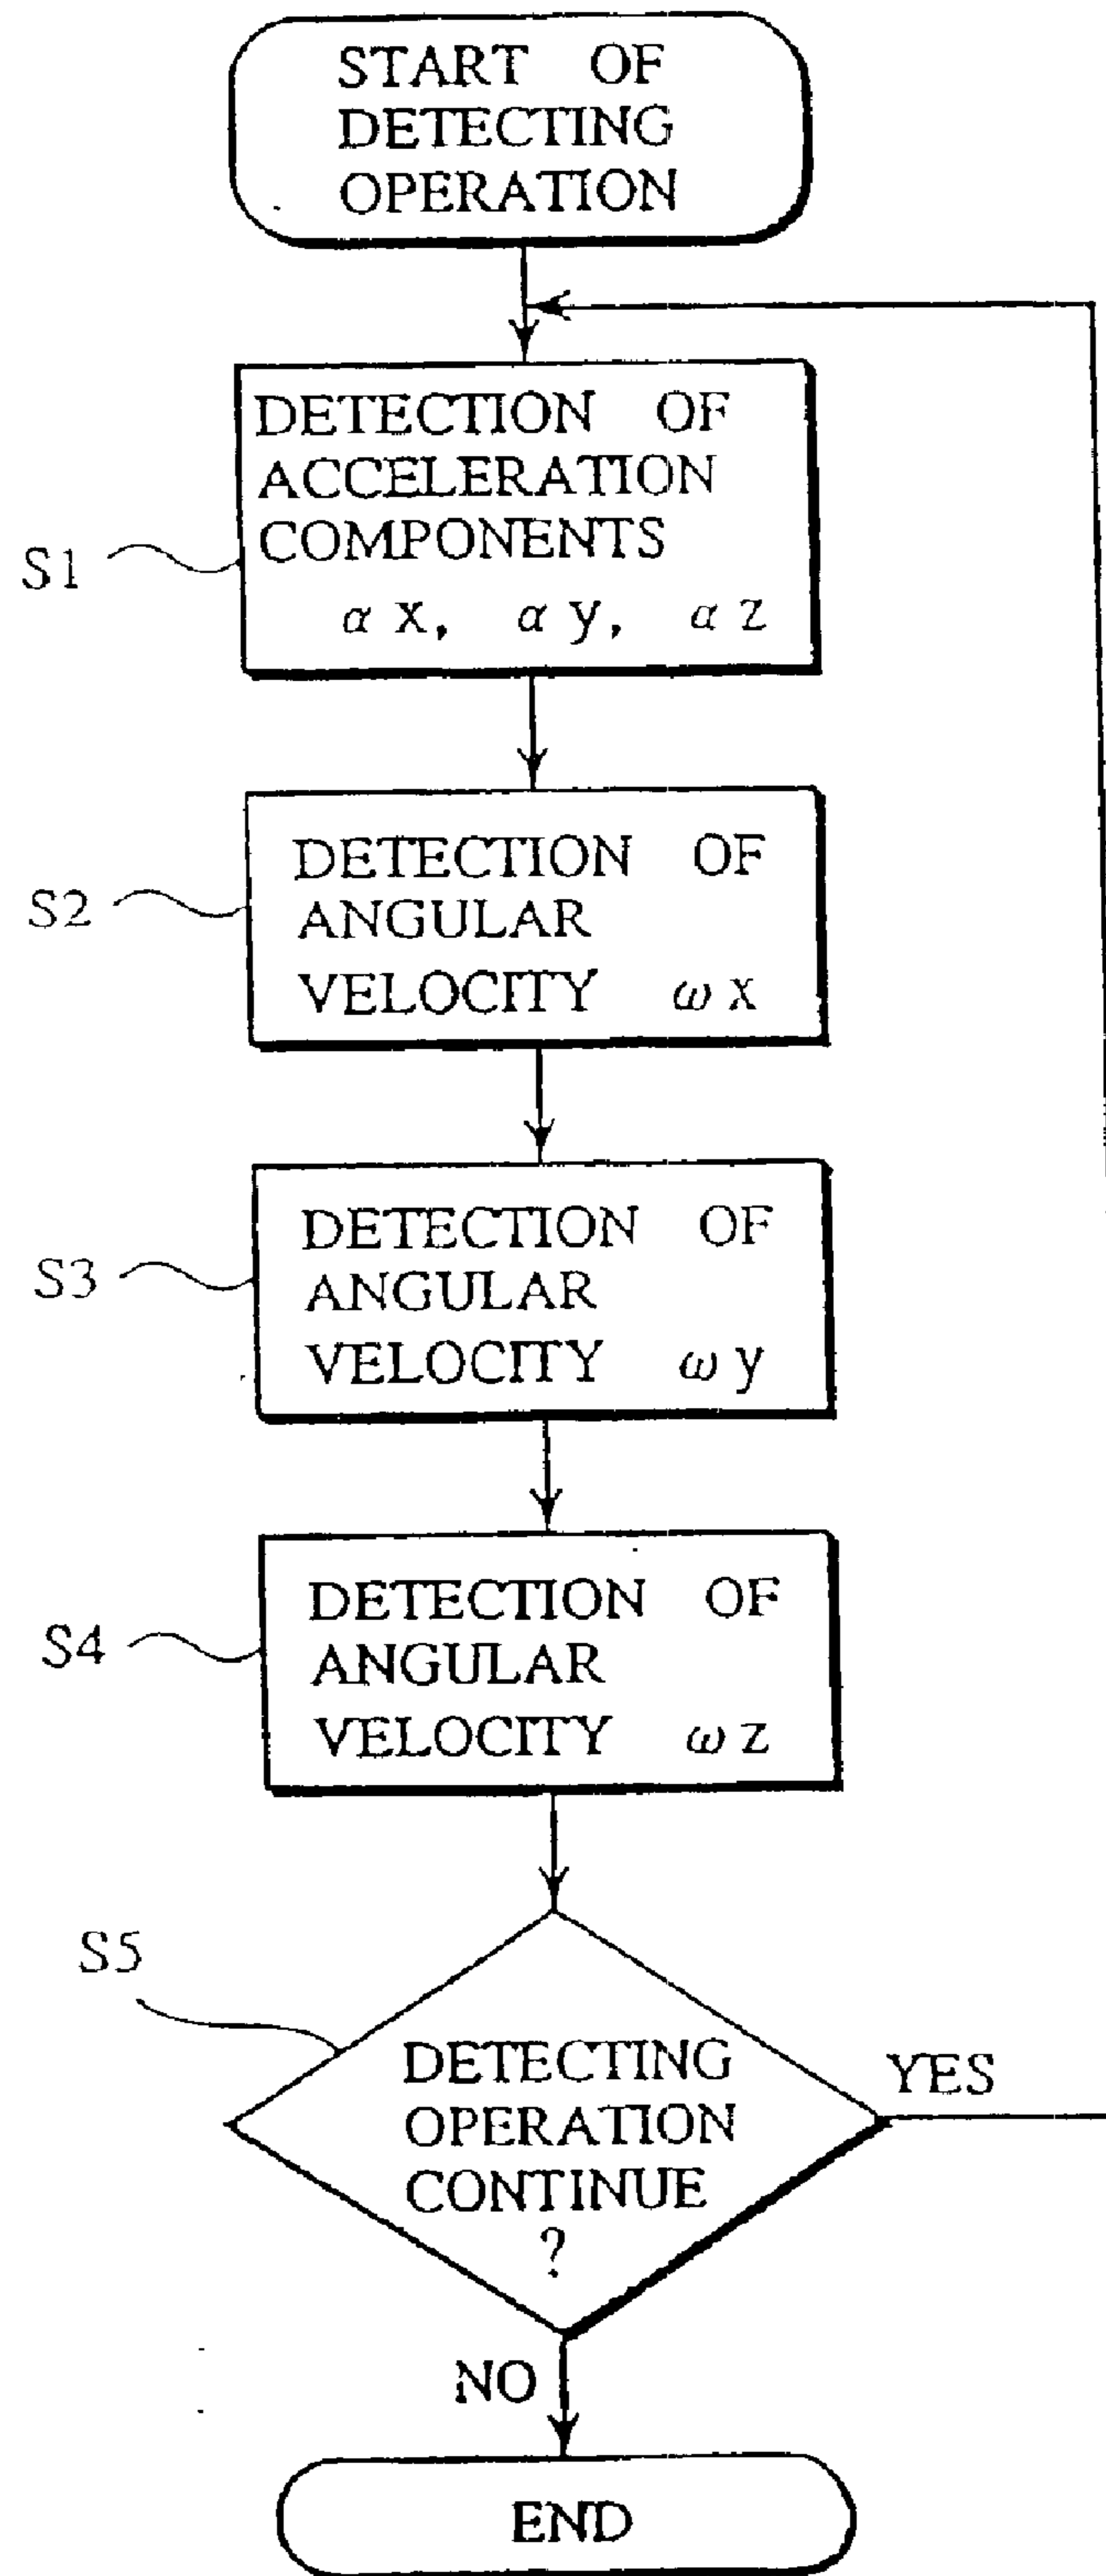 START OF
DETECTING
OPERATION
DETECTION OF
ACCELERATION
COMPONENTS
S1
αx, αy, αz
DETECTION OF
S2
ANGULAR
VELOCITY ωx
DETECTION OF
S3
ANGULAR
VELOCITY ωy
DETECTION OF
S4
ANGULAR
VELOCITY ωz
S5
DETECTING
YES
OPERATION
CONTINUE
?
NO
END